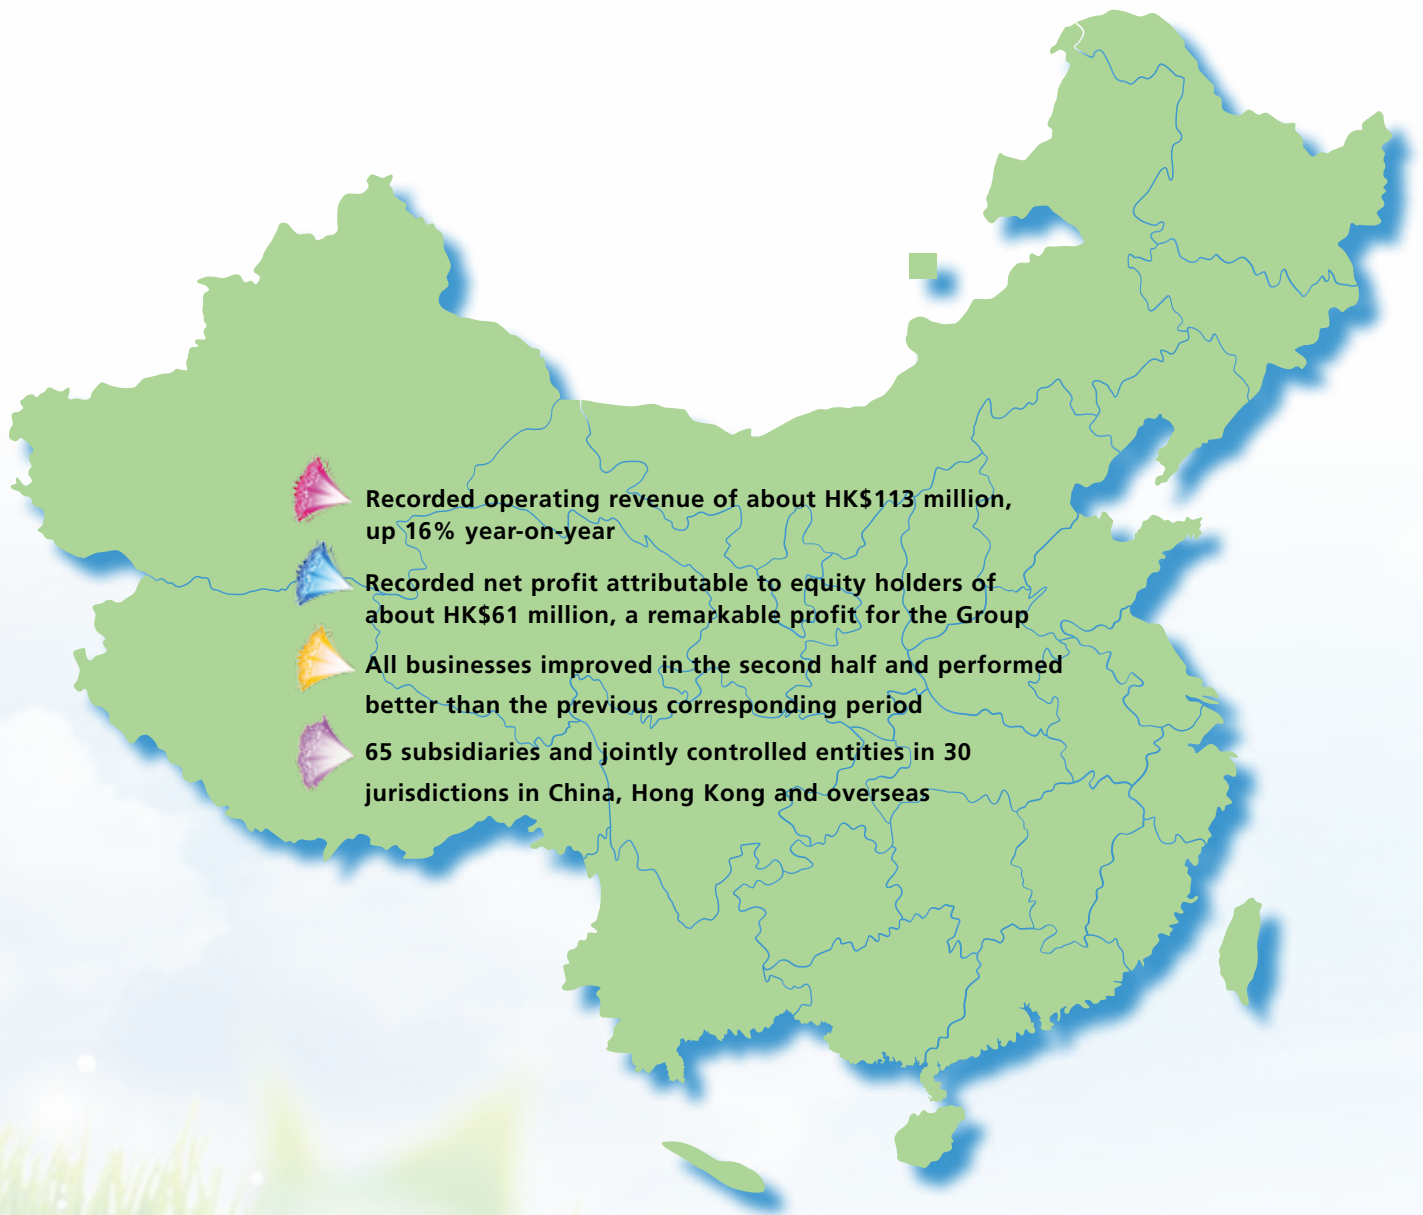 Recorded operating revenue of about HK$113 million,
up 16% year-on-year
Recorded net profit attributable to equity holders of
about HK$61 million, a remarkable profit for the Group
All businesses improved in the second half and performed
better than the previous corresponding period
65 subsidiaries and jointly controlled entities in 30
jurisdictions in China, Hong Kong and overseas